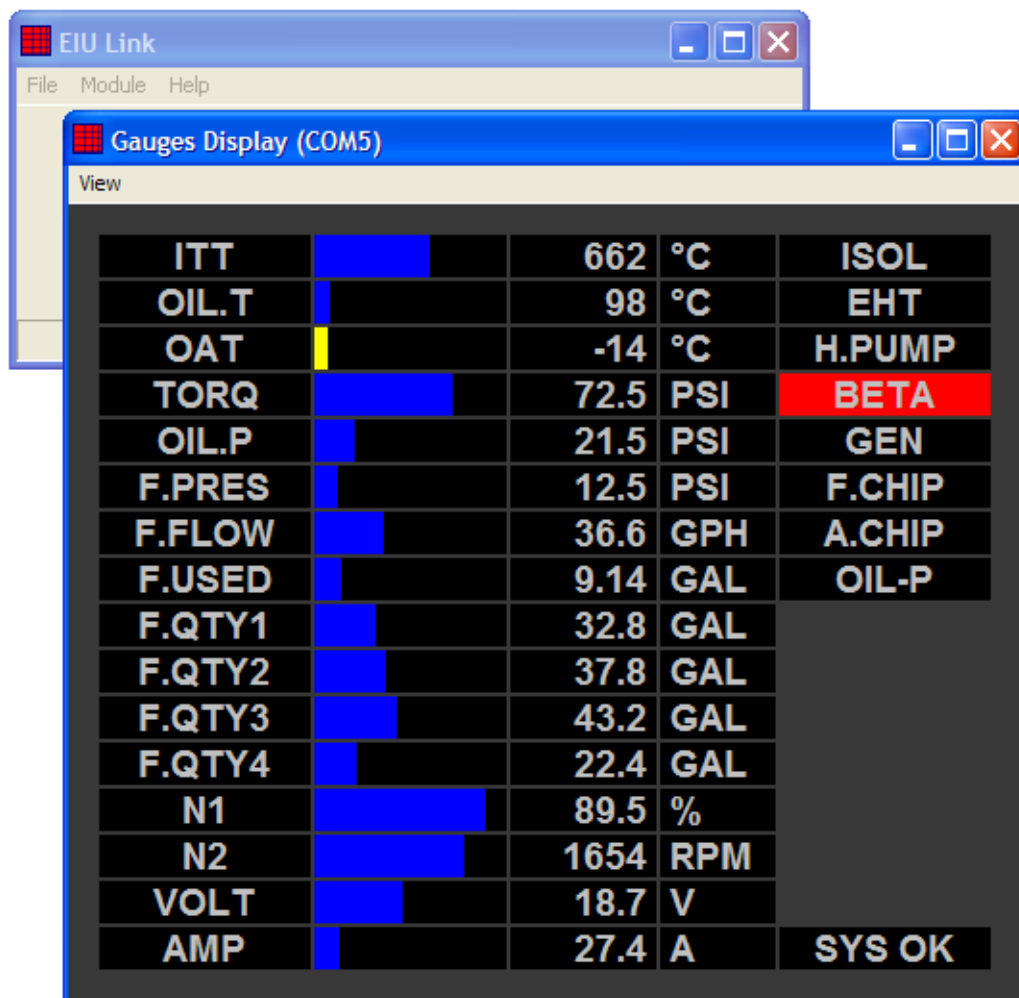 EIU Link
File Module Help
Gauges Display (COM5)
View
ITT 662 °C ISOL
OIL.T 98 °C EHT
OAT -14 °C H.PUMP
TORQ 72.5 PSI BETA
OIL.P 21.5 PSI GEN
F.PRES 12.5 PSI F.CHIP
F.FLOW 36.6 GPH A.CHIP
F.USED 9.14 GAL OIL-P
F.QTY1 32.8 GAL
F.QTY2 37.8 GAL
F.QTY3 43.2 GAL
F.QTY4 22.4 GAL
N1 89.5 %
N2 1654 RPM
VOLT 18.7 V
AMP 27.4 A SYS OK